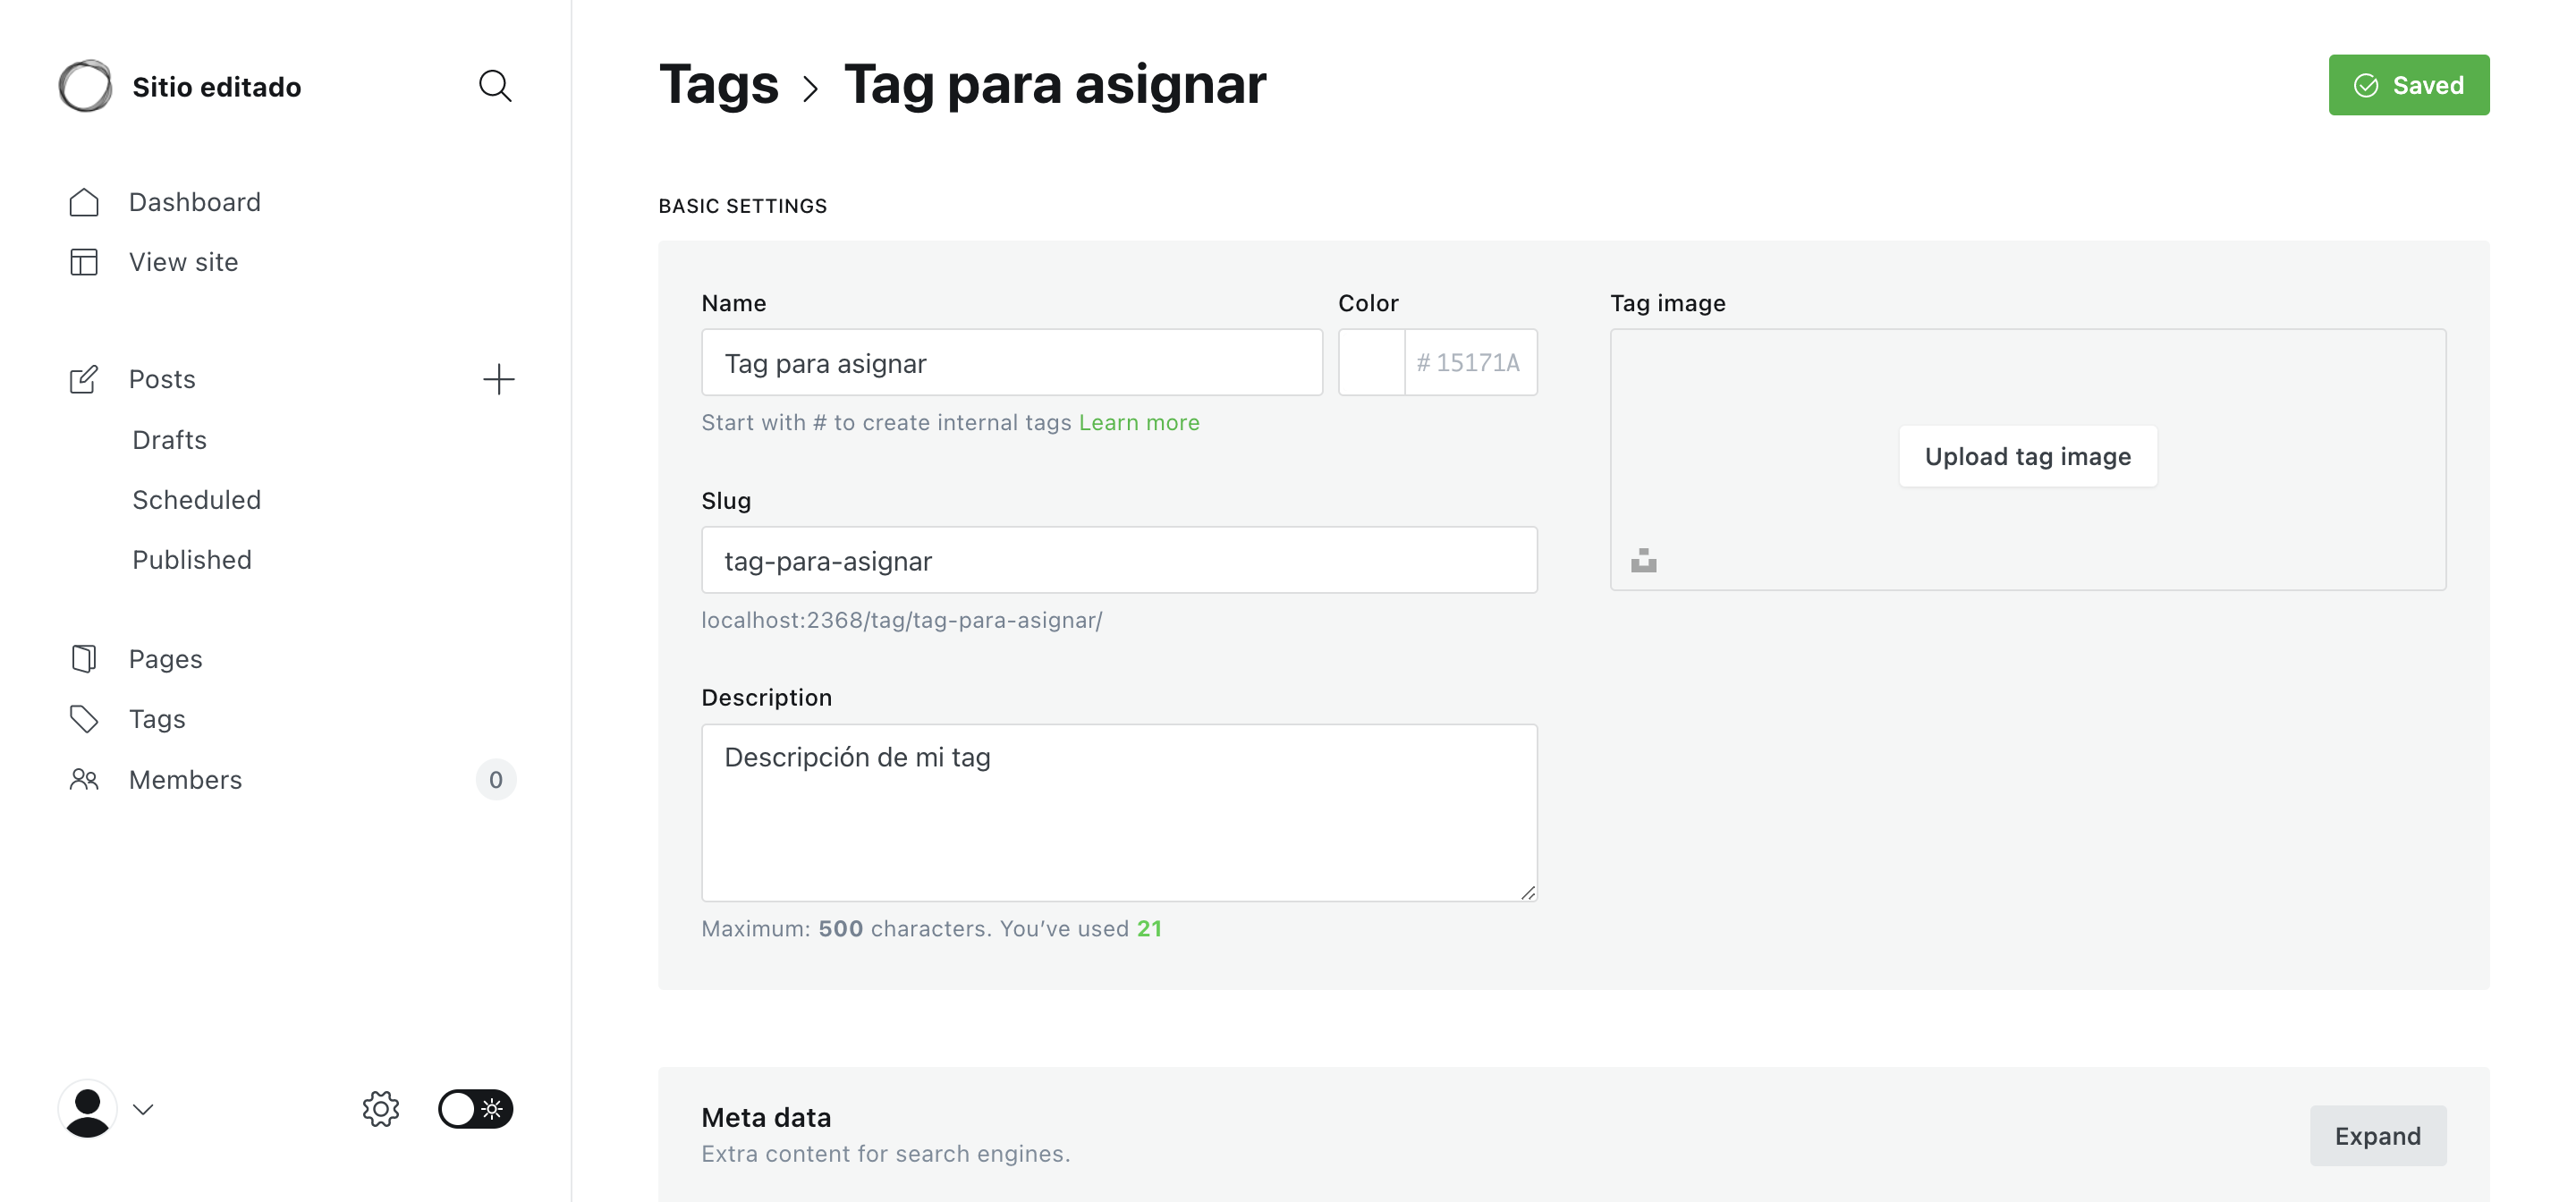 Sitio editado
Dashboard
View site
Posts
Drafts
Scheduled
Published
Pages
Tags
Members 0
Tags > Tag para asignar
Saved
BASIC SETTINGS
Name
Tag para asignar
Start with # to create internal tags Learn more
Color
# 15171A
Slug
tag-para-asignar
localhost:2368/tag/tag-para-asignar/
Description
Descripción de mi tag
Maximum: 500 characters. You’ve used 21
Tag image
Upload tag image
Meta data
Extra content for search engines.
Expand